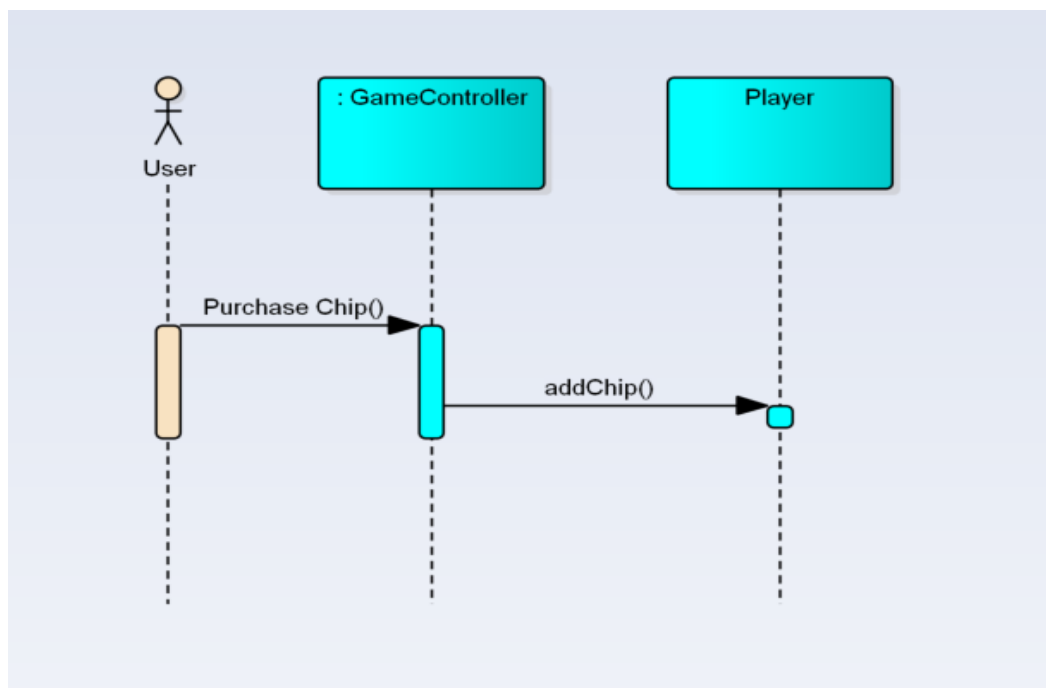 : GameController
Player
User
Purchase Chip()
addChip()